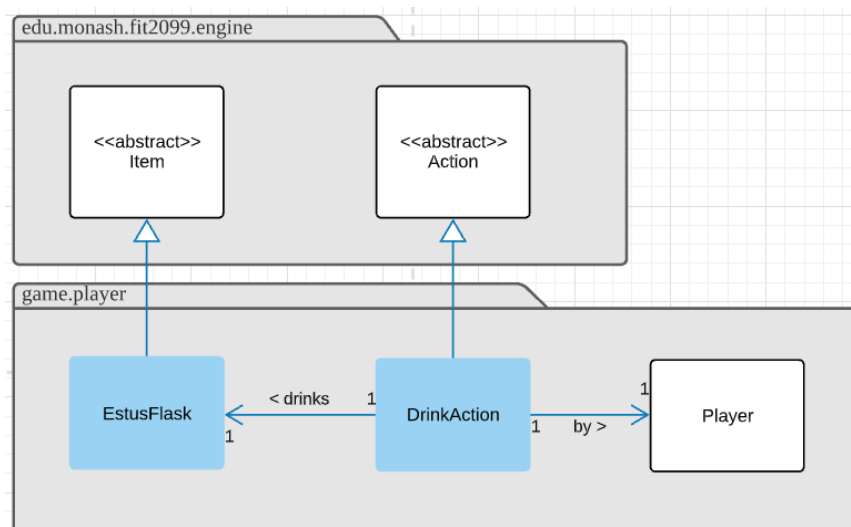 edu.monash.fit2099.engine
<<abstract>>
Item
<<abstract>>
Action
game.player
EstusFlask
1
< drinks
1
DrinkAction
1
by >
1
Player